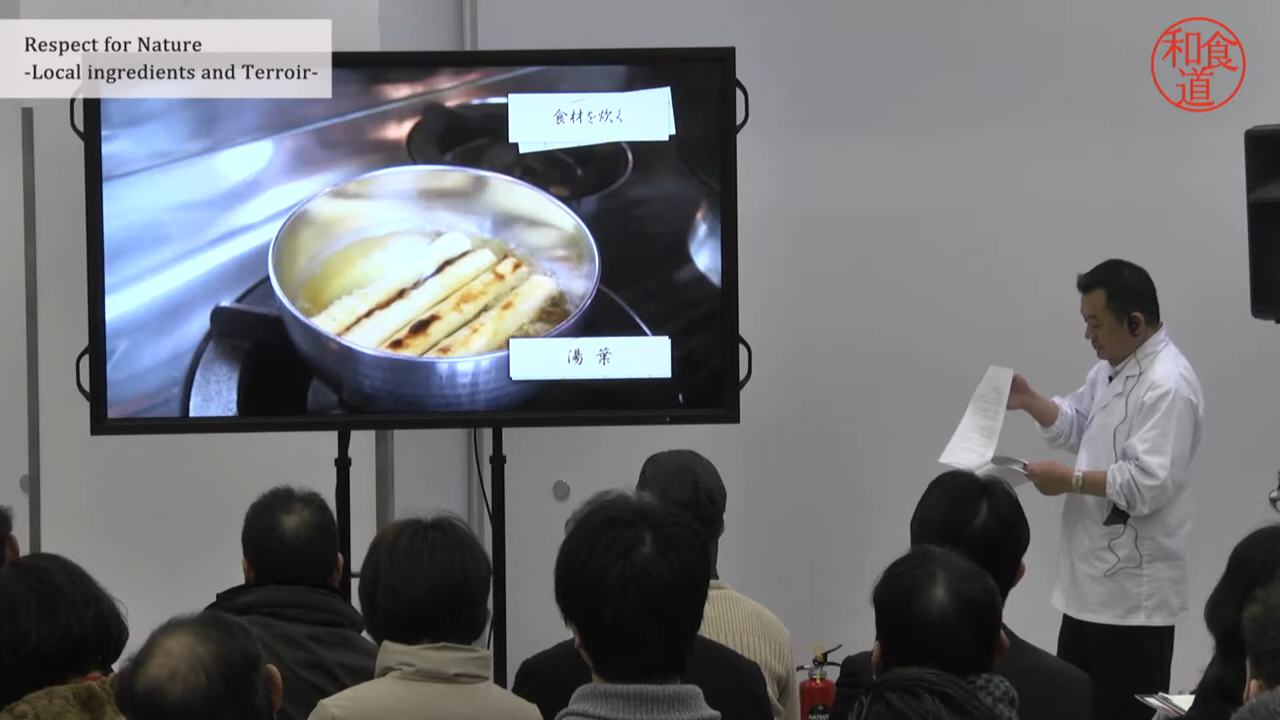 Respect for Nature
-Local ingredients and Terroir-
和食道
食材を炊く
湯葉